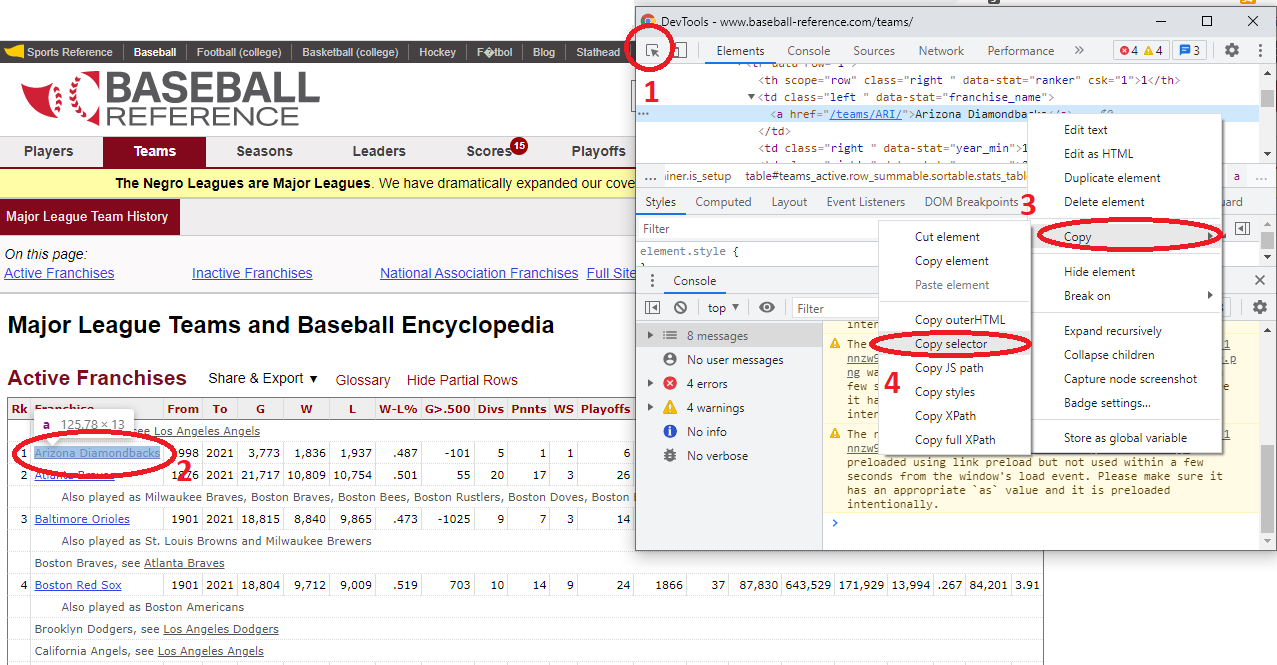 Sports Reference Baseball Football (college) Basketball (college) Hockey F�tbol Blog Stathead
BASEBALL
REFERENCE
Players Teams Seasons Leaders Scores 15 Playoffs
The Negro Leagues are Major Leagues. We have dramatically expanded our cove
Major League Team History
On this page:
Active Franchises Inactive Franchises National Association Franchises Full Site
Major League Teams and Baseball Encyclopedia
Active Franchises Share & Export ▼ Glossary Hide Partial Rows
Rk Franchise From To G W L W-L% G>.500 Divs Pnnts WS Playoffs
a 125.78 × 13
see Los Angeles Angels
1 Arizona Diamondbacks 1998 2021 3,773 1,836 1,937 .487 -101 5 1 1 6
2
2 Atlanta Braves 1876 2021 21,717 10,809 10,754 .501 55 20 17 3 26
Also played as Milwaukee Braves, Boston Braves, Boston Bees, Boston Rustlers, Boston Doves, Boston
3 Baltimore Orioles 1901 2021 18,815 8,840 9,865 .473 -1025 9 7 3 14
Also played as St. Louis Browns and Milwaukee Brewers
Boston Braves, see Atlanta Braves
4 Boston Red Sox 1901 2021 18,804 9,712 9,009 .519 703 10 14 9 24 1866 37 87,830 643,529 171,929 13,994 .267 84,201 3.91
Also played as Boston Americans
Brooklyn Dodgers, see Los Angeles Dodgers
California Angels, see Los Angeles Angels
DevTools - www.baseball-reference.com/teams/
1
Elements Console Sources Network Performance » 4 4 3
<tr data-row="1">
<th scope="row" class="right " data-stat="ranker" csk="1">1</th>
▼<td class="left " data-stat="franchise_name">
<a href="/teams/ARI/">Arizona Diamondbacks</a>
</td>
<td class="right " data-stat="year_min">1
... iner.is_setup table#teams_active.row_summable.sortable.stats_tabl a ...
Styles Computed Layout Event Listeners DOM Breakpoints
Filter
element.style {
Console
top ▼ Filter
8 messages
No user messages
4 errors
4 warnings
No info
No verbose
3
Edit text
Edit as HTML
Duplicate element
Delete element
Copy
Hide element
Break on
Expand recursively
Collapse children
Capture node screenshot
Badge settings...
Store as global variable
Cut element
Copy element
Paste element
Copy outerHTML
Copy selector
4
Copy JS path
Copy styles
Copy XPath
Copy full XPath
preloaded using link preload but not used within a few
seconds from the window's load event. Please make sure it
has an appropriate `as` value and it is preloaded
intentionally.